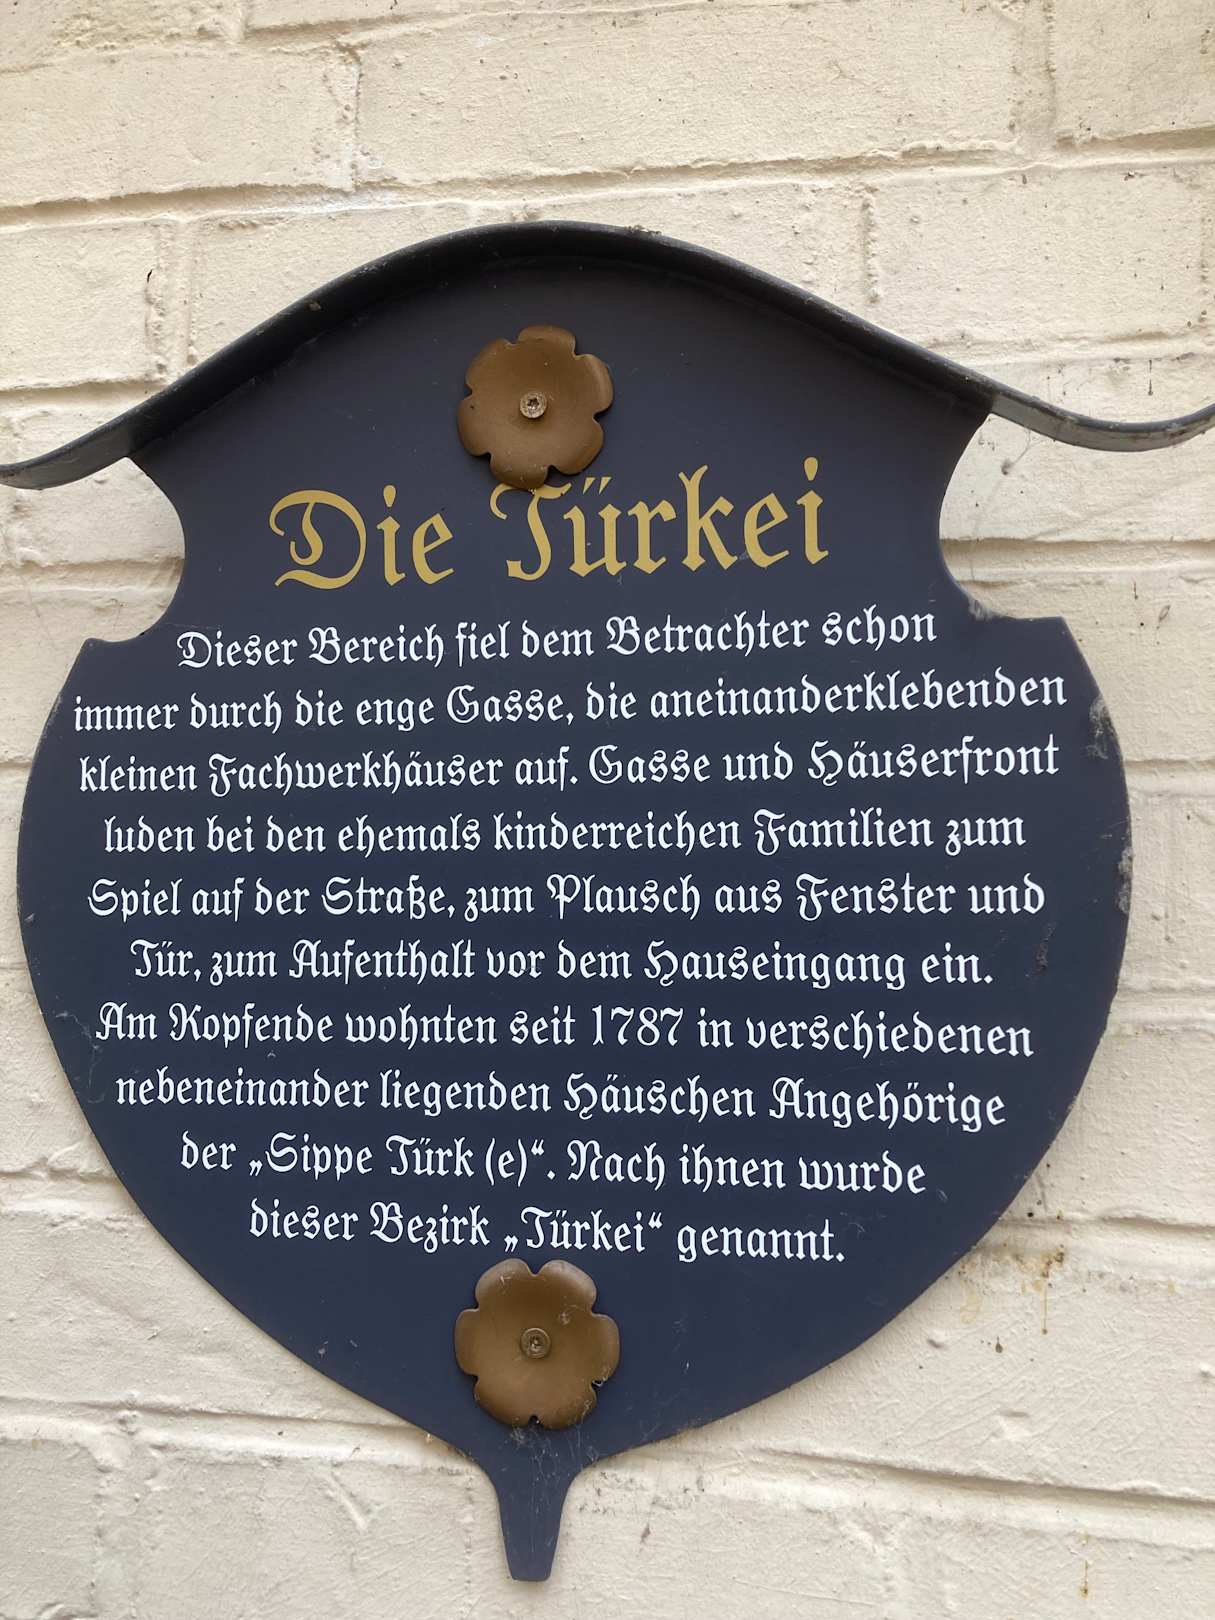 Die Türkei
Dieser Bereich fiel dem Betrachter schon
immer durch die enge Gasse, die aneinanderklebenden
kleinen Fachwerkhäuser auf. Gasse und Häuserfront
luden bei den ehemals kinderreichen Familien zum
Spiel auf der Straße, zum Plausch aus Fenster und
Tür, zum Aufenthalt vor dem Hauseingang ein.
Am Kopfende wohnten seit 1787 in verschiedenen
nebeneinander liegenden Häuschen Angehörige
der „Sippe Türk (e)“. Nach ihnen wurde
dieser Bezirk „Türkei“ genannt.